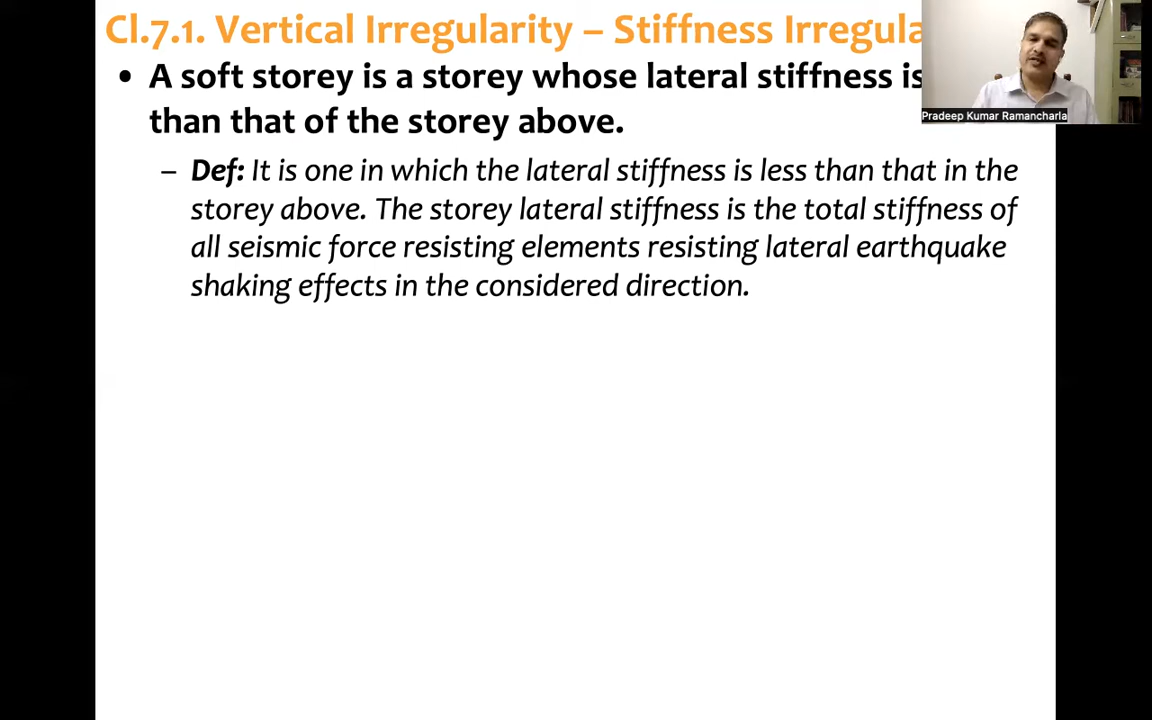 Cl.7.1. Vertical Irregularity – Stiffness Irregula
• A soft storey is a storey whose lateral stiffness is
than that of the storey above.
– Def: It is one in which the lateral stiffness is less than that in the
storey above. The storey lateral stiffness is the total stiffness of
all seismic force resisting elements resisting lateral earthquake
shaking effects in the considered direction.
Pradeep Kumar Ramancharla